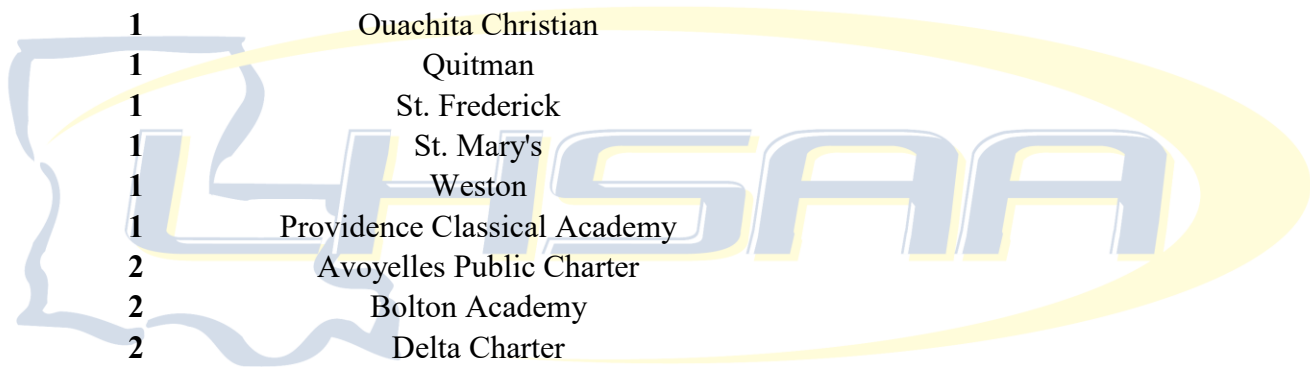 1 Ouachita Christian
1 Quitman
1 St. Frederick
1 St. Mary's
1 Weston
1 Providence Classical Academy
2 Avoyelles Public Charter
2 Bolton Academy
2 Delta Charter
LHSAA